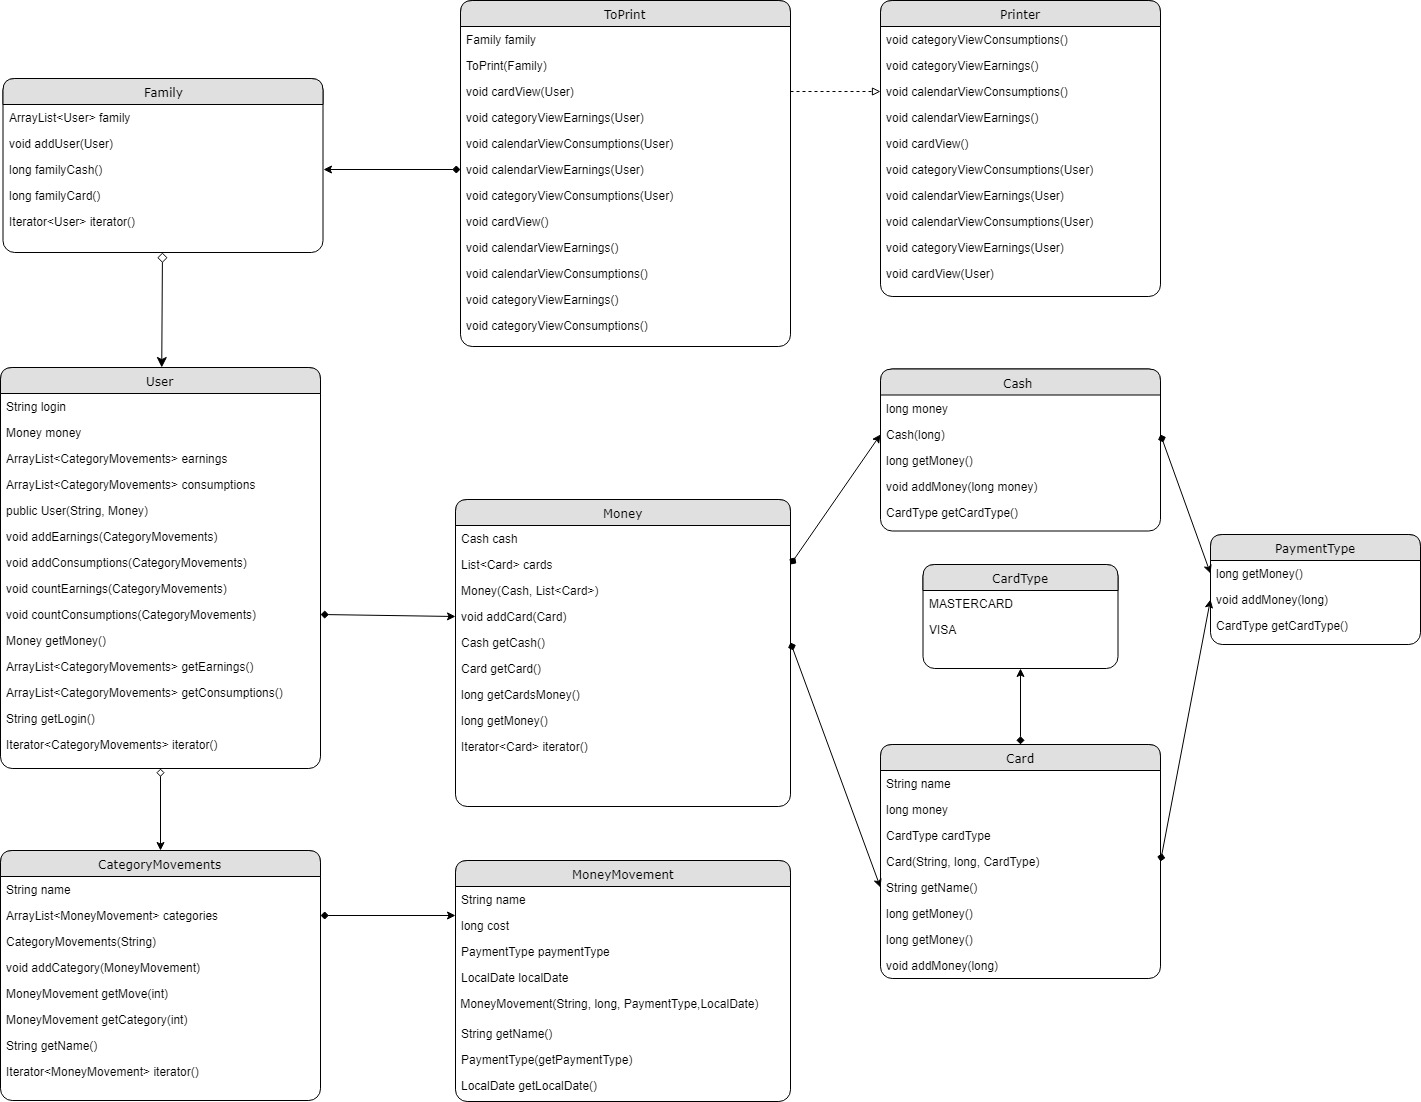 ToPrint
Family family
ToPrint(Family)
void cardView(User)
void categoryViewEarnings(User)
void calendarViewConsumptions(User)
void calendarViewEarnings(User)
void categoryViewConsumptions(User)
void cardView()
void calendarViewEarnings()
void calendarViewConsumptions()
void categoryViewEarnings()
void categoryViewConsumptions()
Printer
void categoryViewConsumptions()
void categoryViewEarnings()
void calendarViewConsumptions()
void calendarViewEarnings()
void cardView()
void categoryViewConsumptions(User)
void calendarViewEarnings(User)
void calendarViewConsumptions(User)
void categoryViewEarnings(User)
void cardView(User)
Family
ArrayList<User> family
void addUser(User)
long familyCash()
long familyCard()
Iterator<User> iterator()
User
String login
Money money
ArrayList<CategoryMovements> earnings
ArrayList<CategoryMovements> consumptions
public User(String, Money)
void addEarnings(CategoryMovements)
void addConsumptions(CategoryMovements)
void countEarnings(CategoryMovements)
void countConsumptions(CategoryMovements)
Money getMoney()
ArrayList<CategoryMovements> getEarnings()
ArrayList<CategoryMovements> getConsumptions()
String getLogin()
Iterator<CategoryMovements> iterator()
Money
Cash cash
List<Card> cards
Money(Cash, List<Card>)
void addCard(Card)
Cash getCash()
Card getCard()
long getCardsMoney()
long getMoney()
Iterator<Card> iterator()
Cash
long money
Cash(long)
long getMoney()
void addMoney(long money)
CardType getCardType()
PaymentType
long getMoney()
void addMoney(long)
CardType getCardType()
CardType
MASTERCARD
VISA
Card
String name
long money
CardType cardType
Card(String, long, CardType)
String getName()
long getMoney()
long getMoney()
void addMoney(long)
CategoryMovements
String name
ArrayList<MoneyMovement> categories
CategoryMovements(String)
void addCategory(MoneyMovement)
MoneyMovement getMove(int)
MoneyMovement getCategory(int)
String getName()
Iterator<MoneyMovement> iterator()
MoneyMovement
String name
long cost
PaymentType paymentType
LocalDate localDate
MoneyMovement(String, long, PaymentType,LocalDate)
String getName()
PaymentType(getPaymentType)
LocalDate getLocalDate()